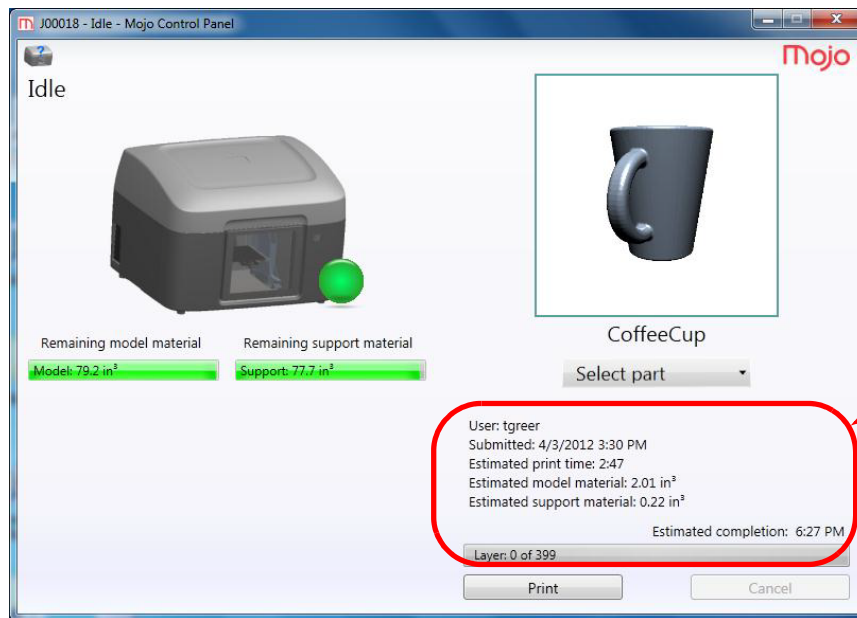 J00018 - Idle - Mojo Control Panel
mojo
Idle
Remaining model material
Remaining support material
Model: 79.2 in³
Support: 77.7 in³
CoffeeCup
Select part
User: tgreer
Submitted: 4/3/2012 3:30 PM
Estimated print time: 2:47
Estimated model material: 2.01 in³
Estimated support material: 0.22 in³
Estimated completion: 6:27 PM
Layer: 0 of 399
Print
Cancel